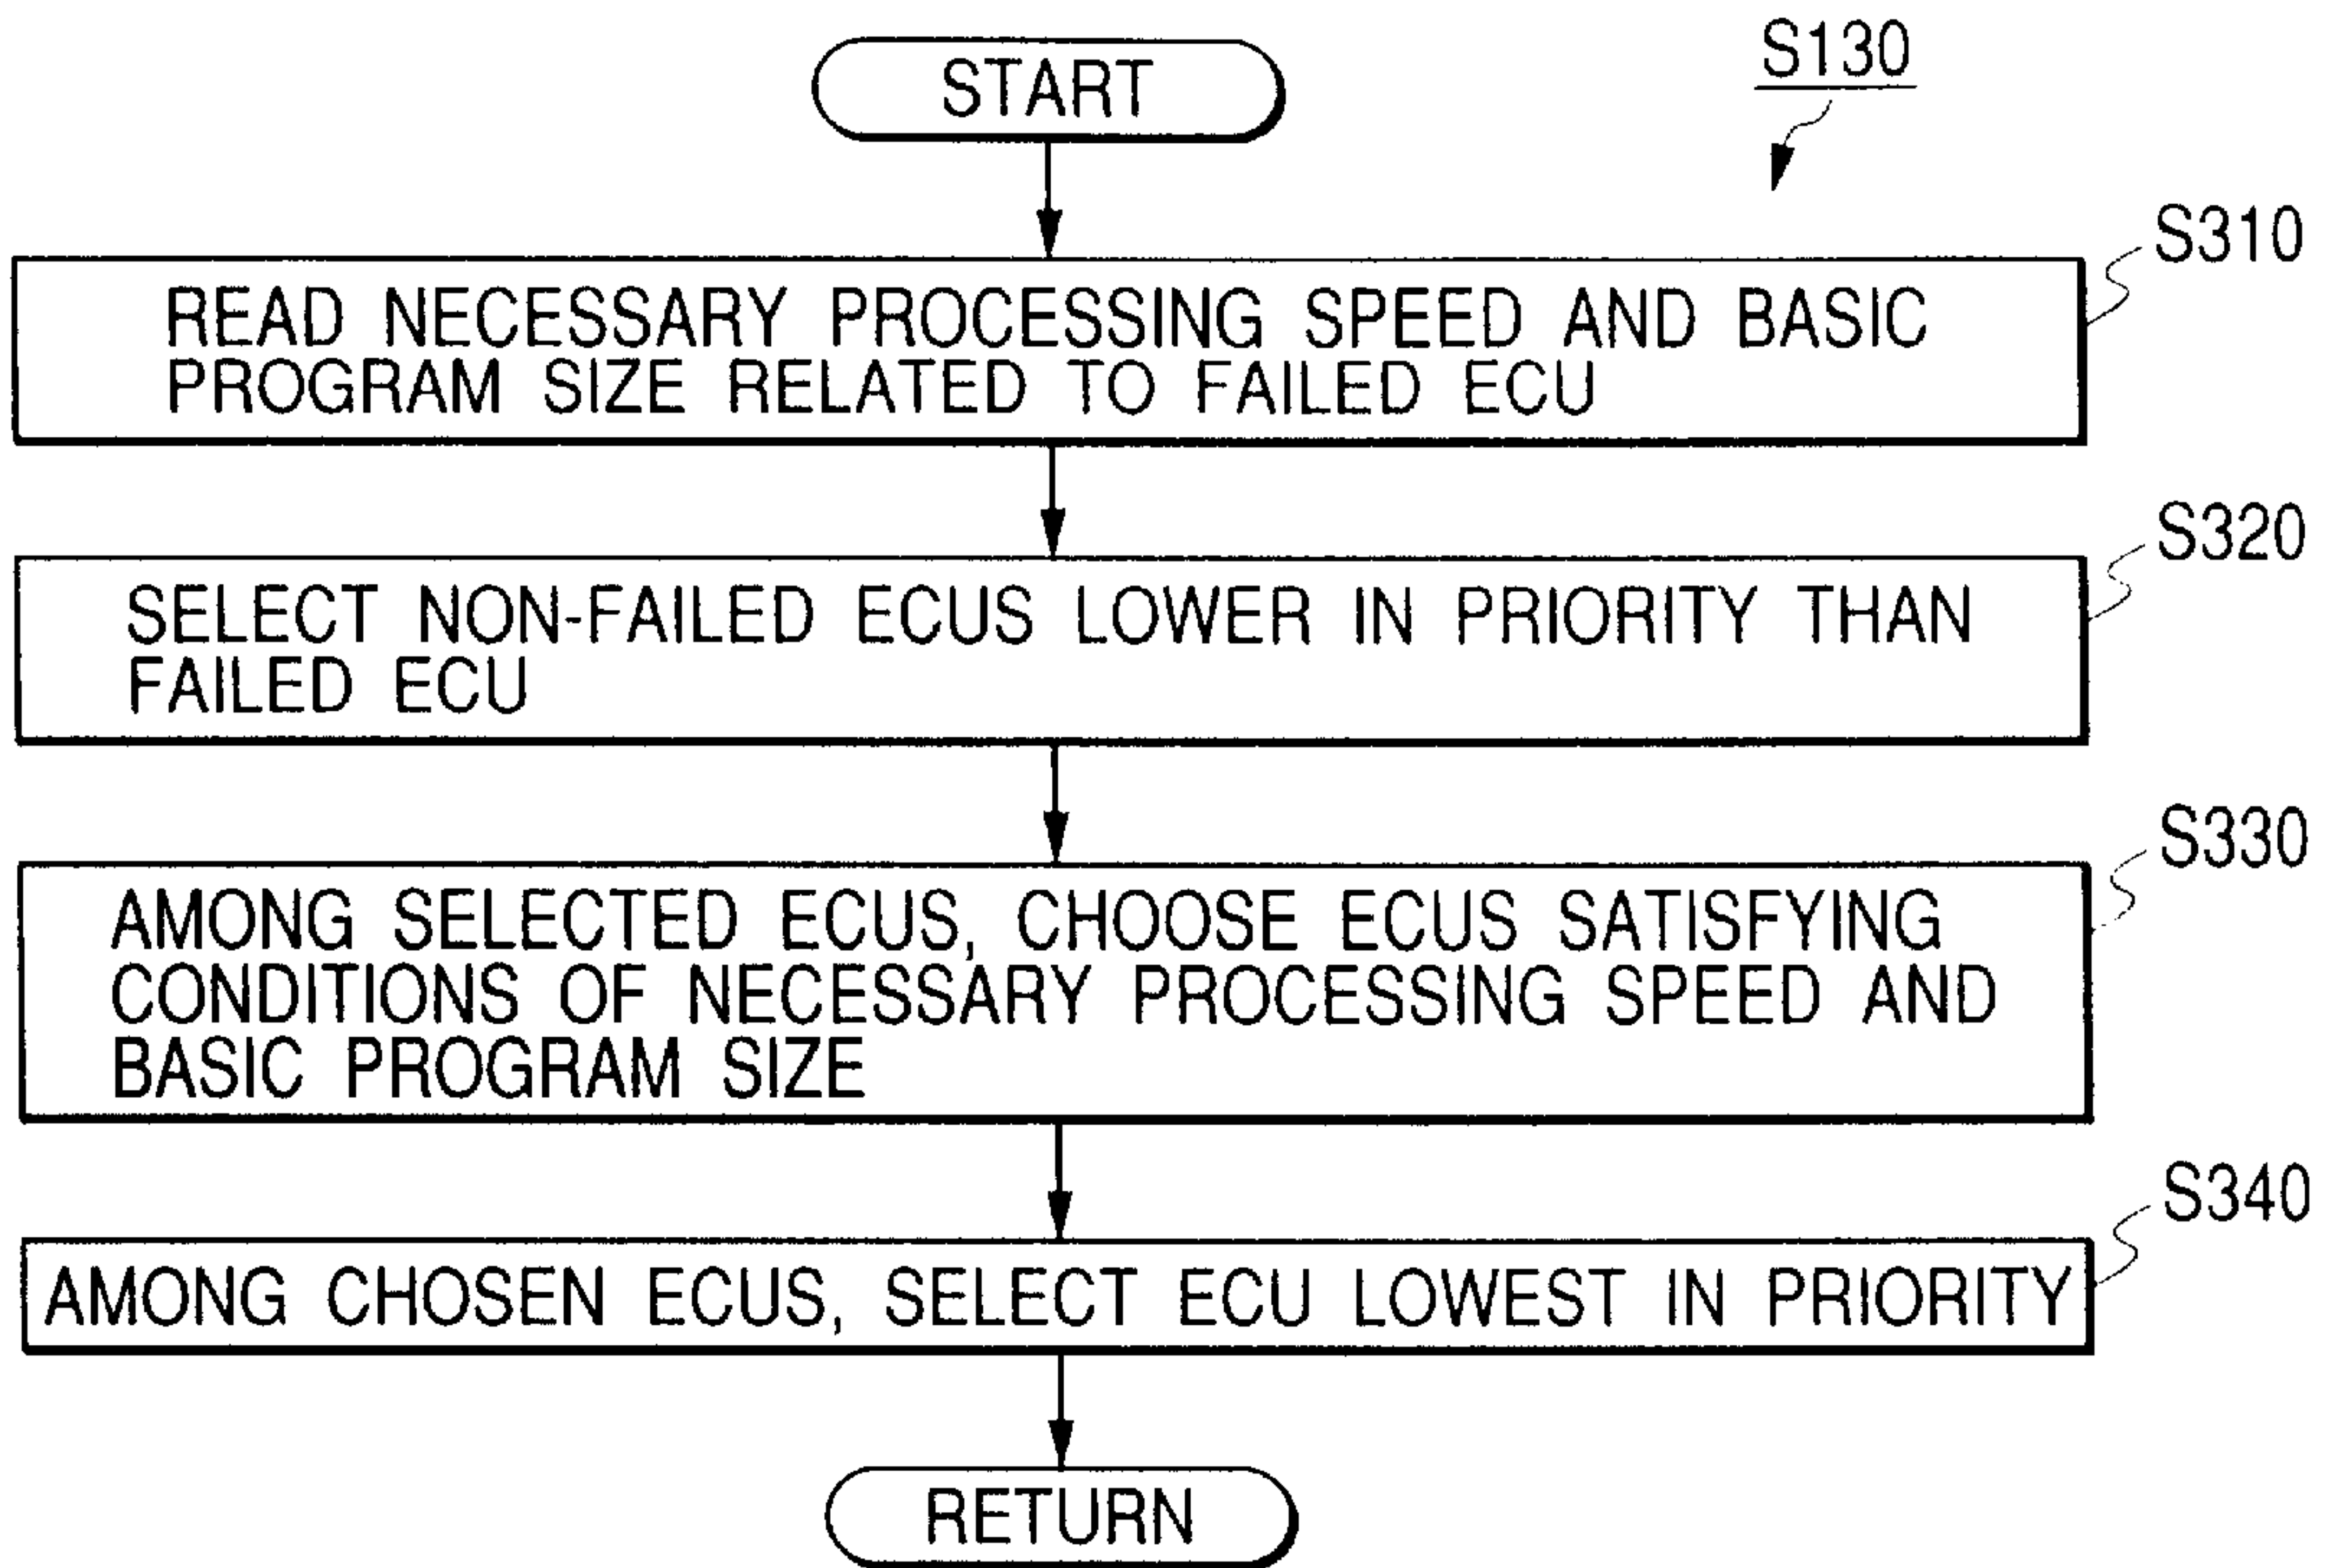 START
S130
S310
READ NECESSARY PROCESSING SPEED AND BASIC
PROGRAM SIZE RELATED TO FAILED ECU
S320
SELECT NON-FAILED ECUS LOWER IN PRIORITY THAN
FAILED ECU
S330
AMONG SELECTED ECUS, CHOOSE ECUS SATISFYING
CONDITIONS OF NECESSARY PROCESSING SPEED AND
BASIC PROGRAM SIZE
S340
AMONG CHOSEN ECUS, SELECT ECU LOWEST IN PRIORITY
RETURN